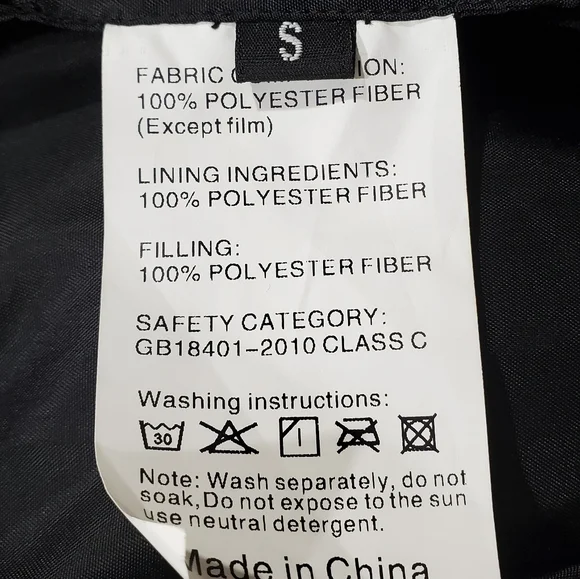 S
FABRIC
100% POLYESTER FIBER
(Except film)
LINING INGREDIENTS:
100% POLYESTER FIBER
FILLING:
100% POLYESTER FIBER
SAFETY CATEGORY:
GB18401-2010 CLASS C
Washing instructions:
30
Note: Wash separately, do not
soak,Do not expose to the sun
use neutral detergent.
Made in China